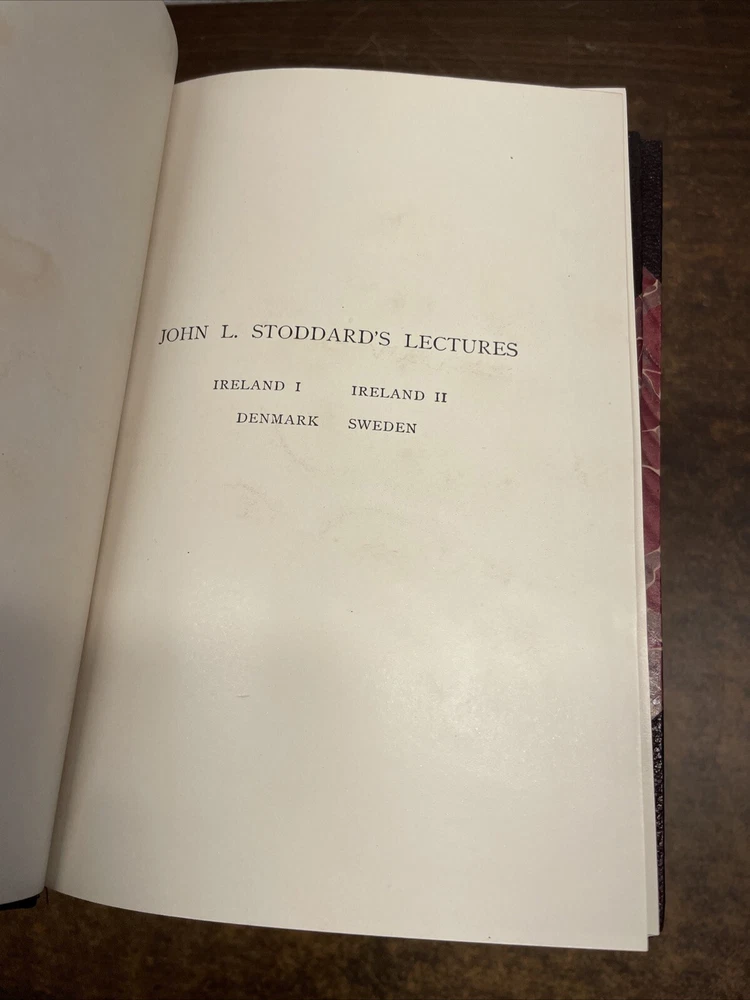 JOHN L. STODDARD'S LECTURES
IRELAND I IRELAND II
DENMARK SWEDEN